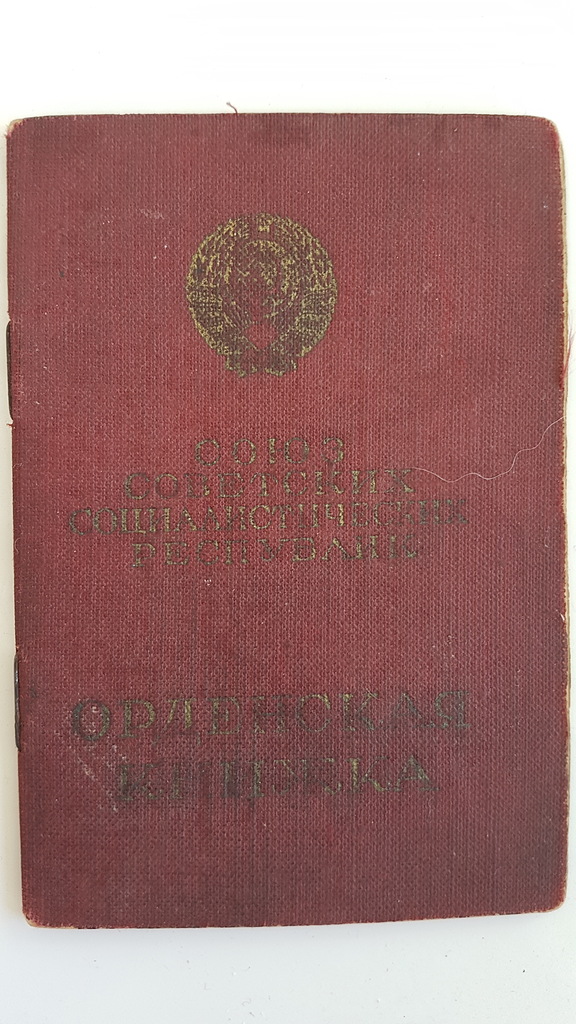 СОЮЗ
СОВЕТСКИХ
СОЦИАЛИСТИЧЕСКИХ
РЕСПУБЛИК
ОРДЕНСКАЯ
КНИЖКА